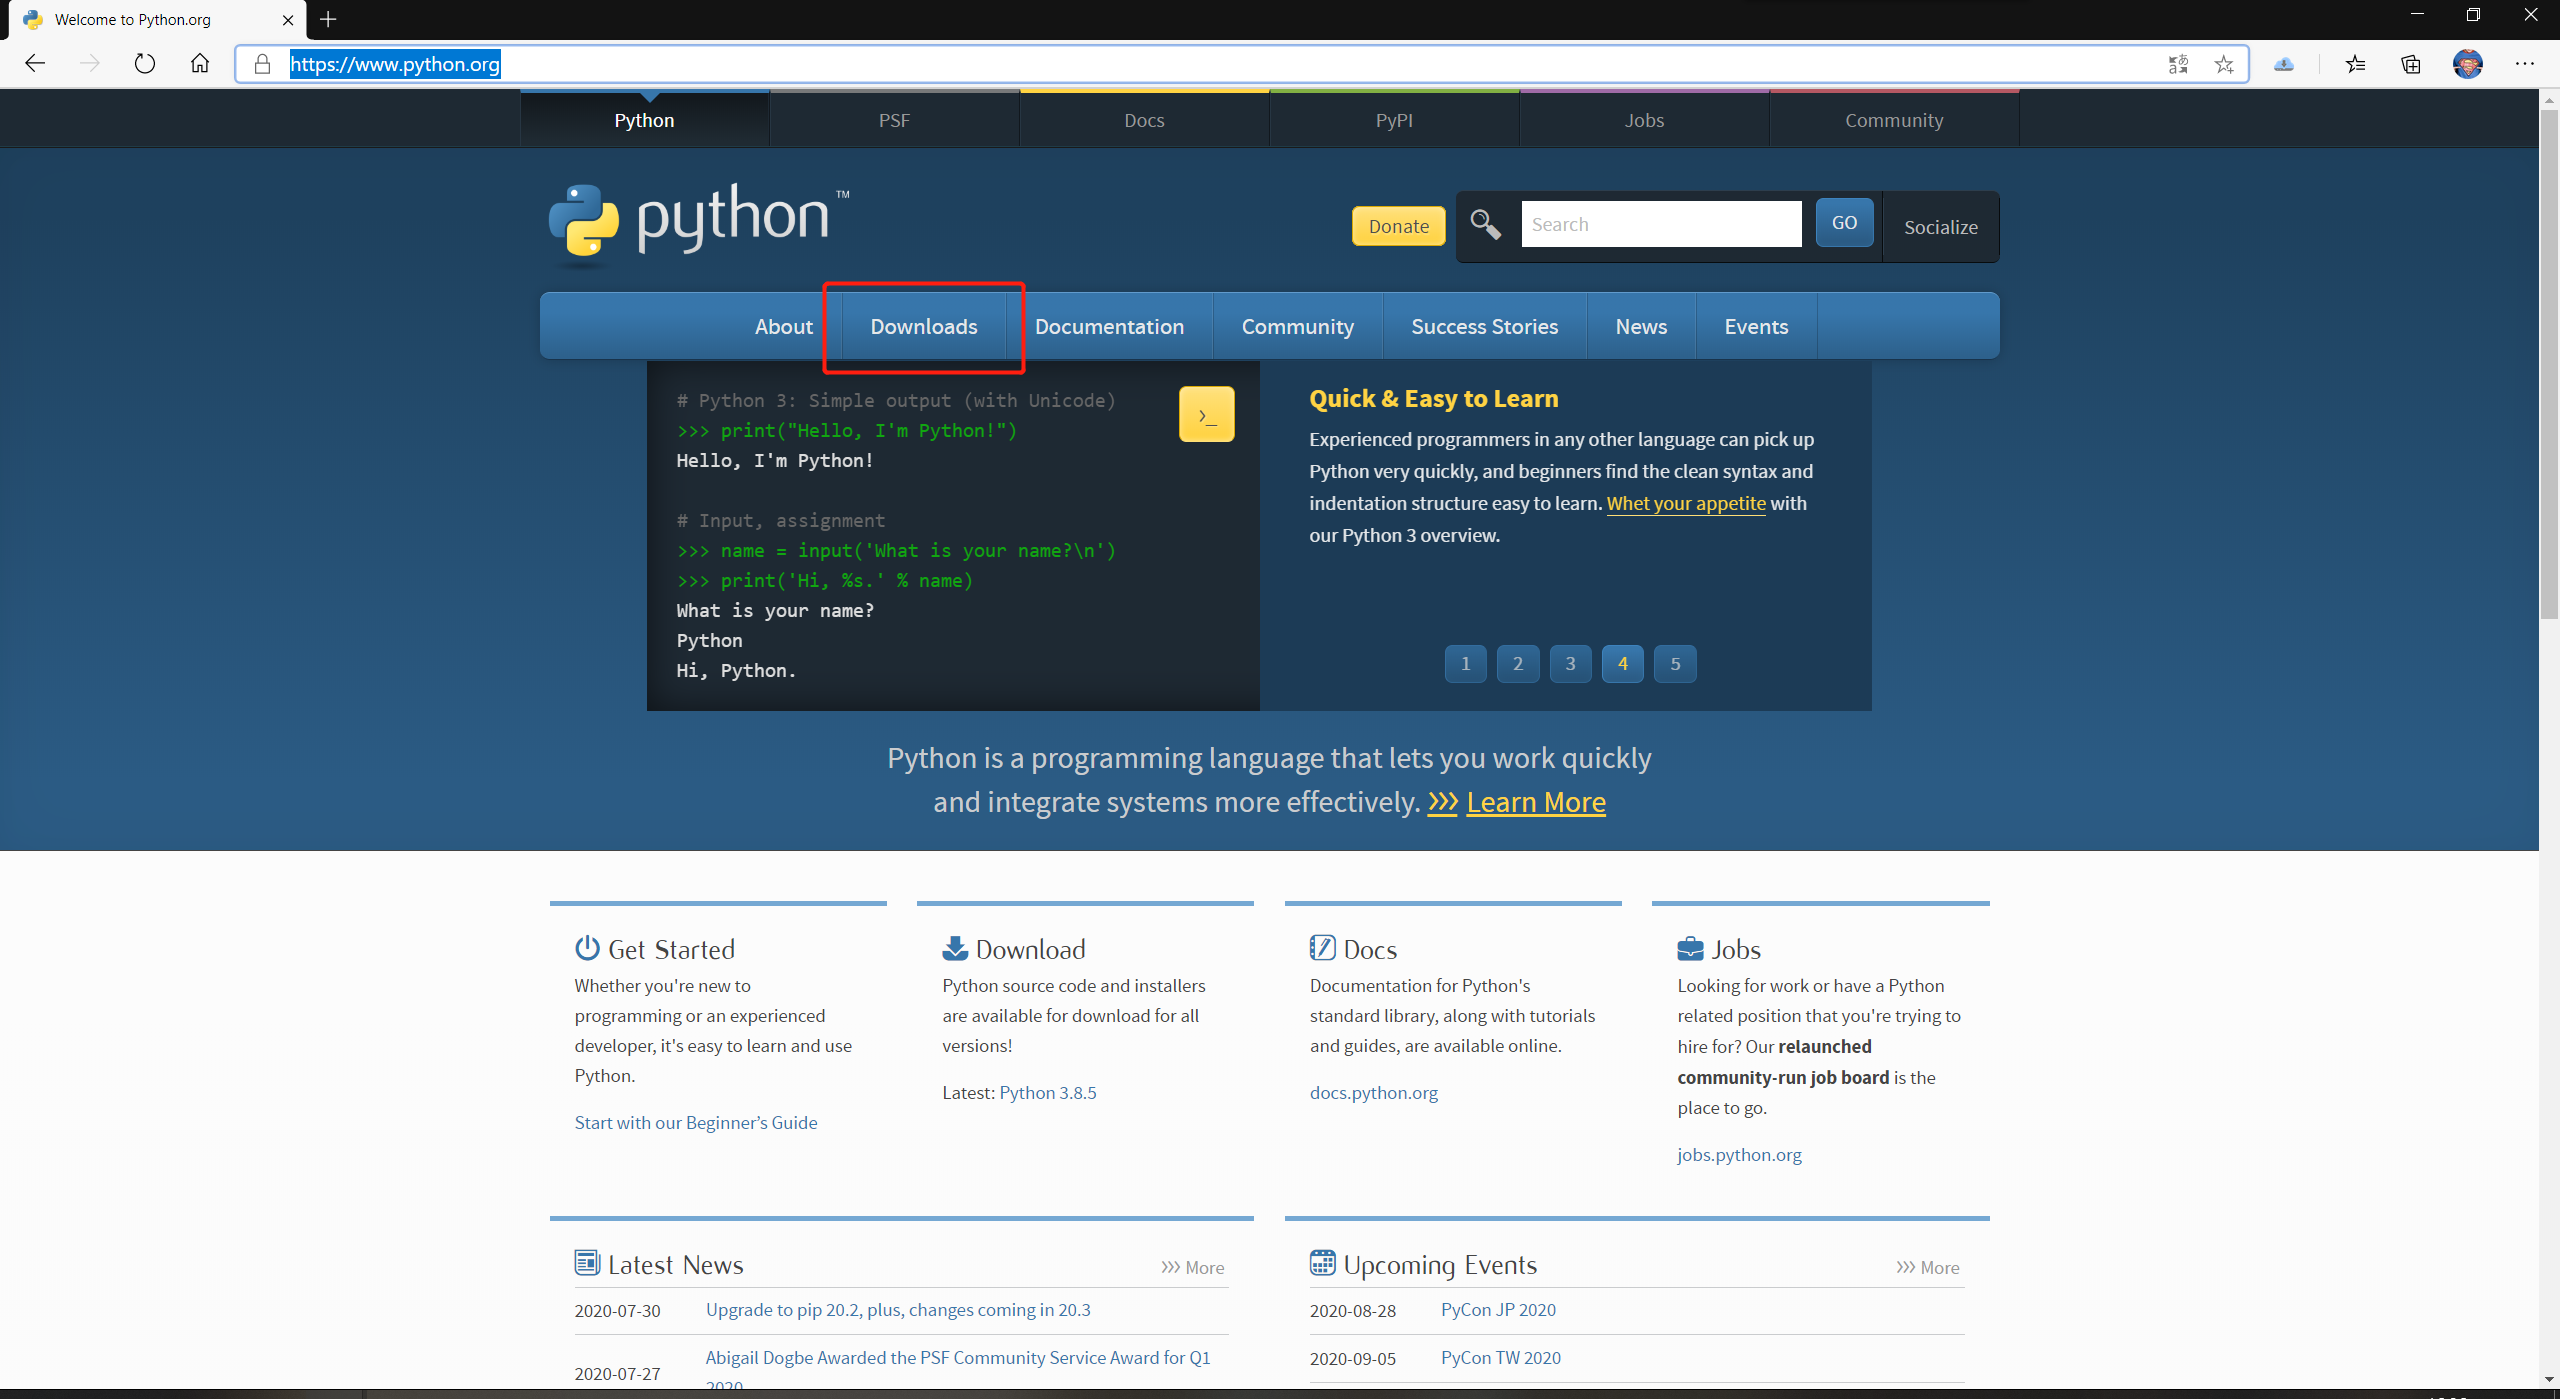 Welcome to Python.org
https://www.python.org
Python
PSF
Docs
PyPI
Jobs
Community
python™
Donate
Search
GO
Socialize
About
Downloads
Documentation
Community
Success Stories
News
Events
# Python 3: Simple output (with Unicode)
>>> print("Hello, I'm Python!")
Hello, I'm Python!
# Input, assignment
>>> name = input('What is your name?\n')
>>> print('Hi, %s.' % name)
What is your name?
Python
Hi, Python.
>_
Quick & Easy to Learn
Experienced programmers in any other language can pick up
Python very quickly, and beginners find the clean syntax and
indentation structure easy to learn. Whet your appetite with
our Python 3 overview.
1
2
3
4
5
Python is a programming language that lets you work quickly
and integrate systems more effectively. >>> Learn More
Get Started
Whether you're new to
programming or an experienced
developer, it's easy to learn and use
Python.
Start with our Beginner’s Guide
Download
Python source code and installers
are available for download for all
versions!
Latest: Python 3.8.5
Docs
Documentation for Python's
standard library, along with tutorials
and guides, are available online.
docs.python.org
Jobs
Looking for work or have a Python
related position that you're trying to
hire for? Our relaunched
community-run job board is the
place to go.
jobs.python.org
Latest News
>>> More
2020-07-30 Upgrade to pip 20.2, plus, changes coming in 20.3
2020-07-27 Abigail Dogbe Awarded the PSF Community Service Award for Q1
2020
Upcoming Events
>>> More
2020-08-28 PyCon JP 2020
2020-09-05 PyCon TW 2020